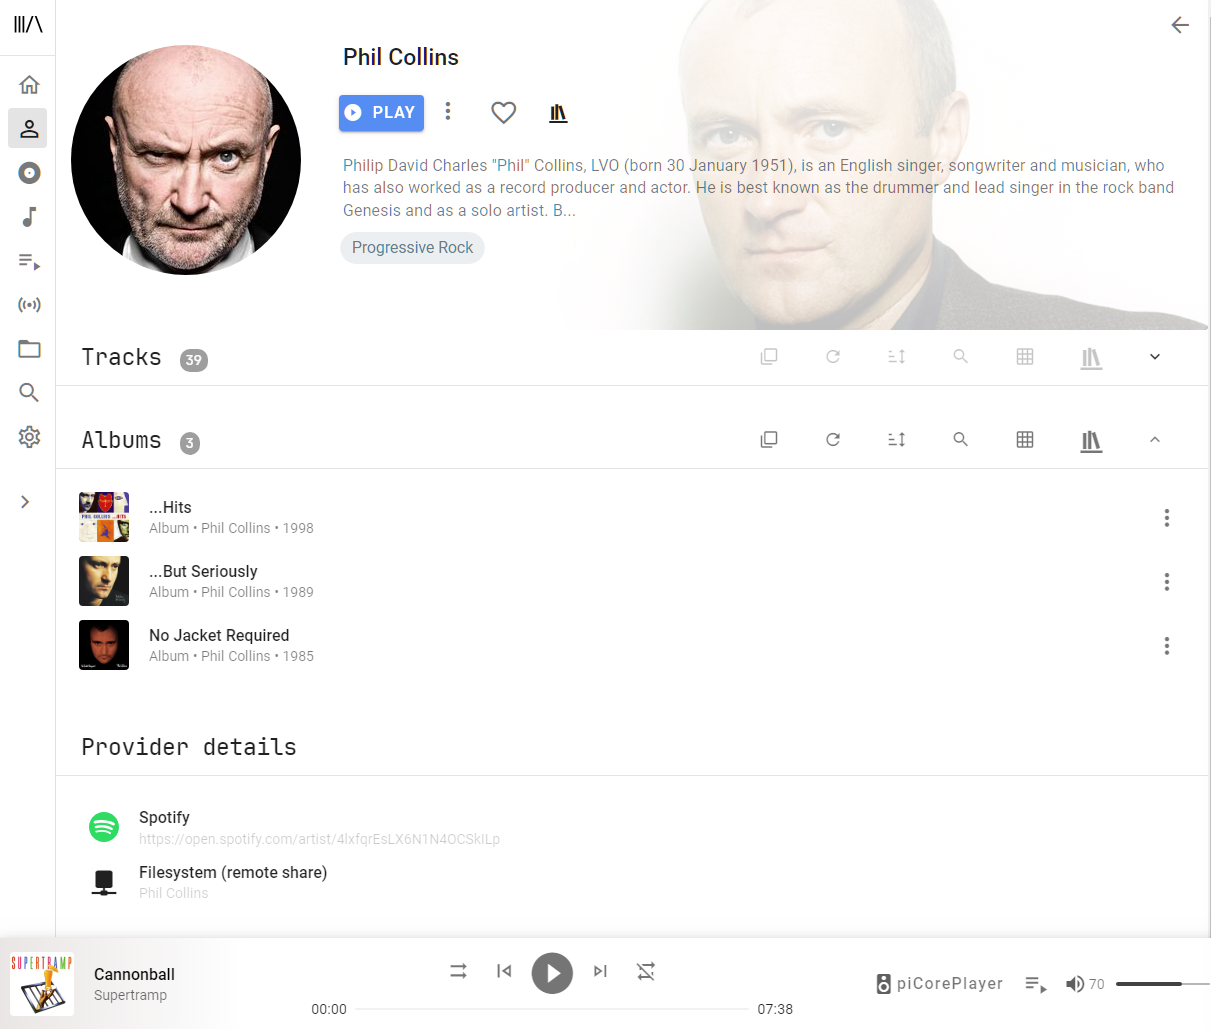 Phil Collins
PLAY
Philip David Charles "Phil" Collins, LVO (born 30 January 1951), is an English singer, songwriter and musician, who
has also worked as a record producer and actor. He is best known as the drummer and lead singer in the rock band
Genesis and as a solo artist. B...
Progressive Rock
Tracks 39
Albums 3
PHIL COLLINS ...HITS
...Hits
Album • Phil Collins • 1998
...But Seriously
Album • Phil Collins • 1989
No Jacket Required
Album • Phil Collins • 1985
Provider details
Spotify
https://open.spotify.com/artist/4lxfqrEsLX6N1N4OCSkILp
Filesystem (remote share)
Phil Collins
SUPERTRAMP
Cannonball
Supertramp
00:00
07:38
piCorePlayer
70